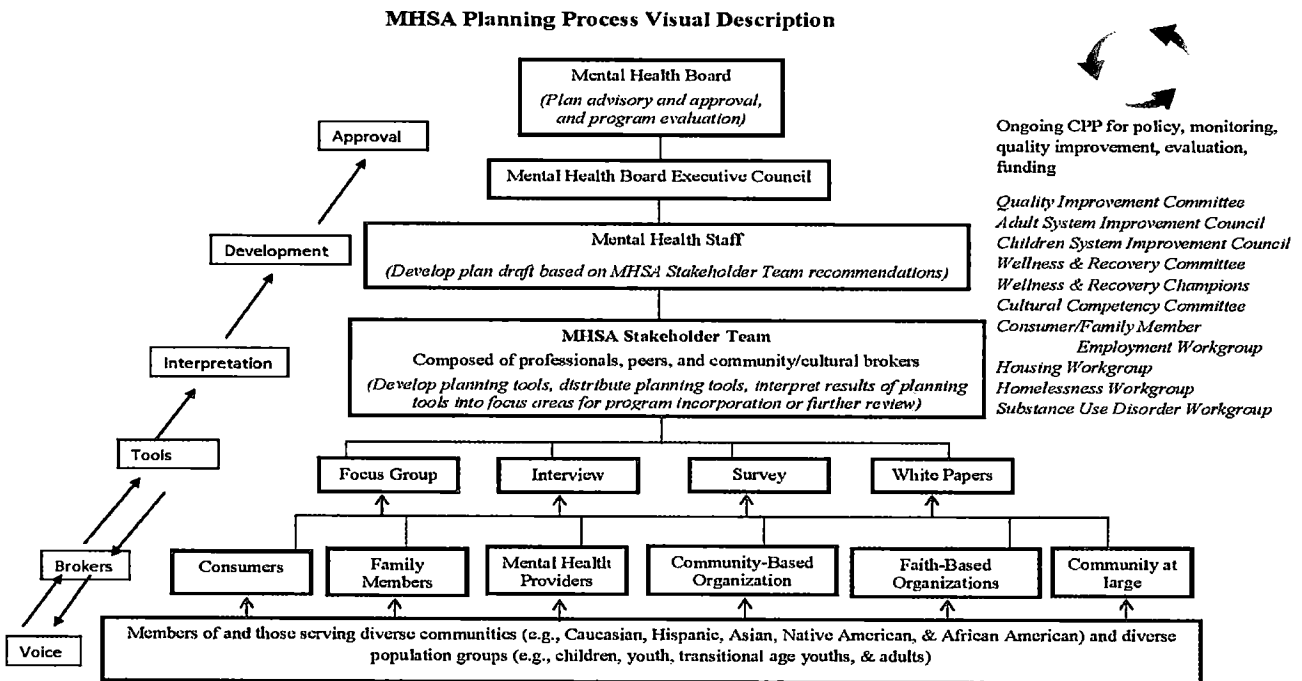 MHSA Planning Process Visual Description
Mental Health Board
(Plan advisory and approval,
and program evaluation)
Approval
Mental Health Board Executive Council
Development
Mental Health Staff
(Develop plan draft based on MHSA Stakeholder Team recommendations)
Interpretation
MHSA Stakeholder Team
Composed of professionals, peers, and community/cultural brokers
(Develop planning tools, distribute planning tools, interpret results of planning
tools into focus areas for program incorporation or further review)
Tools
Focus Group
Interview
Survey
White Papers
Brokers
Consumers
Family
Members
Mental Health
Providers
Community-Based
Organization
Faith-Based
Organizations
Community at
large
Voice
Members of and those serving diverse communities (e.g., Caucasian, Hispanic, Asian, Native American, & African American) and diverse
population groups (e.g., children, youth, transitional age youths, & adults)
Ongoing CPP for policy, monitoring,
quality improvement, evaluation,
funding
Quality Improvement Committee
Adult System Improvement Council
Children System Improvement Council
Wellness & Recovery Committee
Wellness & Recovery Champions
Cultural Competency Committee
Consumer/Family Member
Employment Workgroup
Housing Workgroup
Homelessness Workgroup
Substance Use Disorder Workgroup